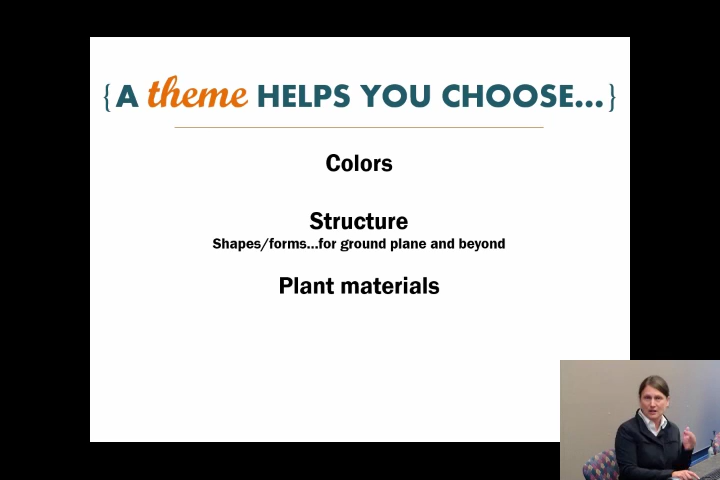 {A theme HELPS YOU CHOOSE...}
Colors
Structure
Shapes/forms...for ground plane and beyond
Plant materials